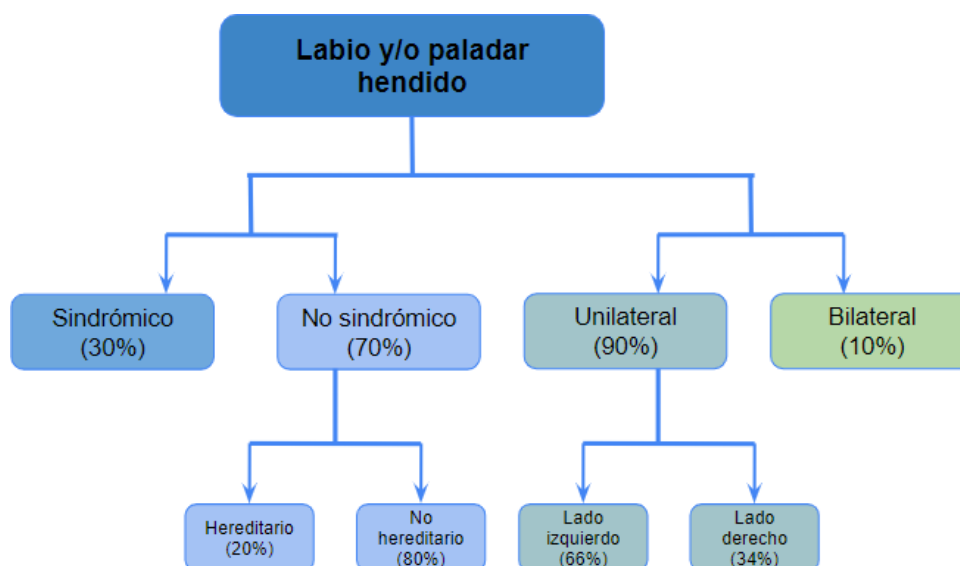 Labio y/o paladar
hendido
Sindrómico
(30%)
No sindrómico
(70%)
Unilateral
(90%)
Bilateral
(10%)
Hereditario
(20%)
No
hereditario
(80%)
Lado
izquierdo
(66%)
Lado
derecho
(34%)